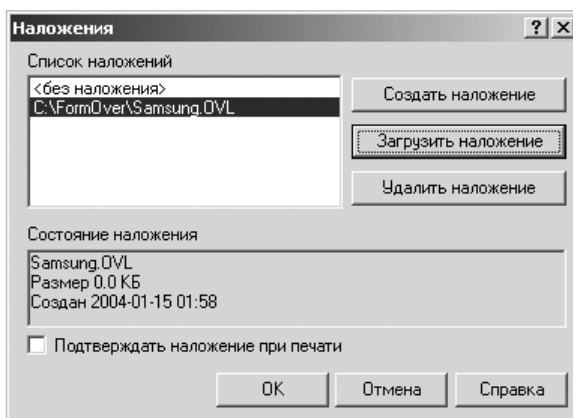 Наложения
Список наложений
<без наложения>
C:\FormOver\Samsung.OVL
Создать наложение
Загрузить наложение
Удалить наложение
Состояние наложения
Samsung.OVL
Размер 0.0 КБ
Создан 2004-01-15 01:58
Подтверждать наложение при печати
OK
Отмена
Справка